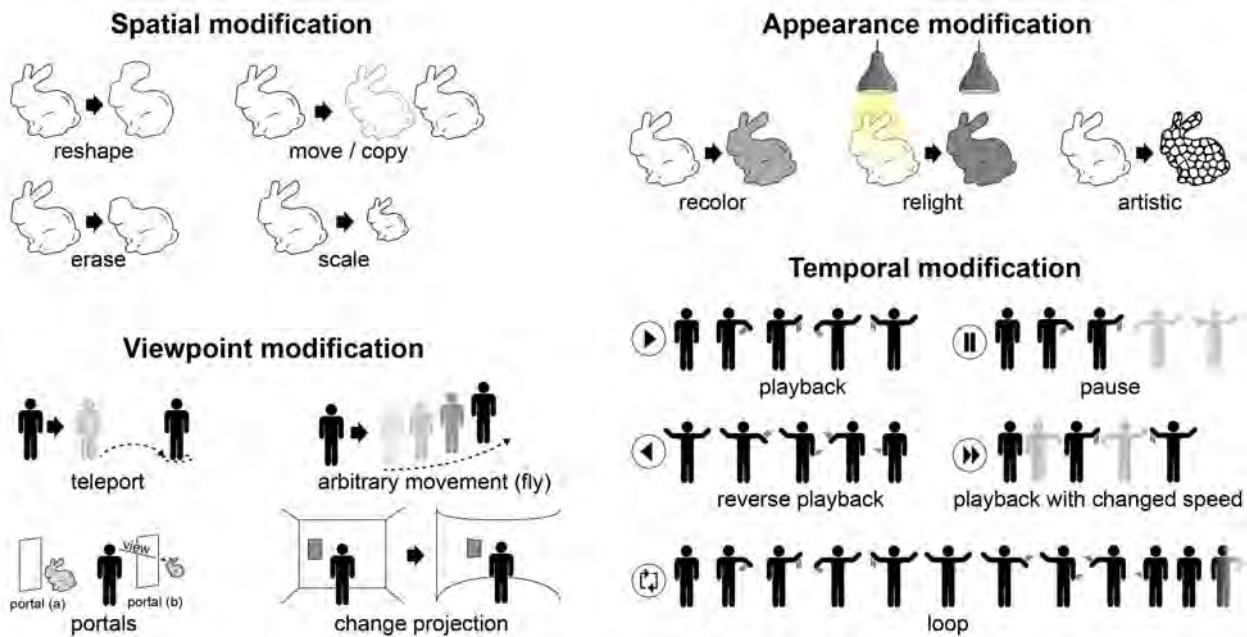 Spatial modification
reshape
move / copy
erase
scale
Appearance modification
recolor
relight
artistic
Viewpoint modification
teleport
arbitrary movement (fly)
portal (a)
view
portal (b)
portals
change projection
Temporal modification
playback
pause
reverse playback
playback with changed speed
loop